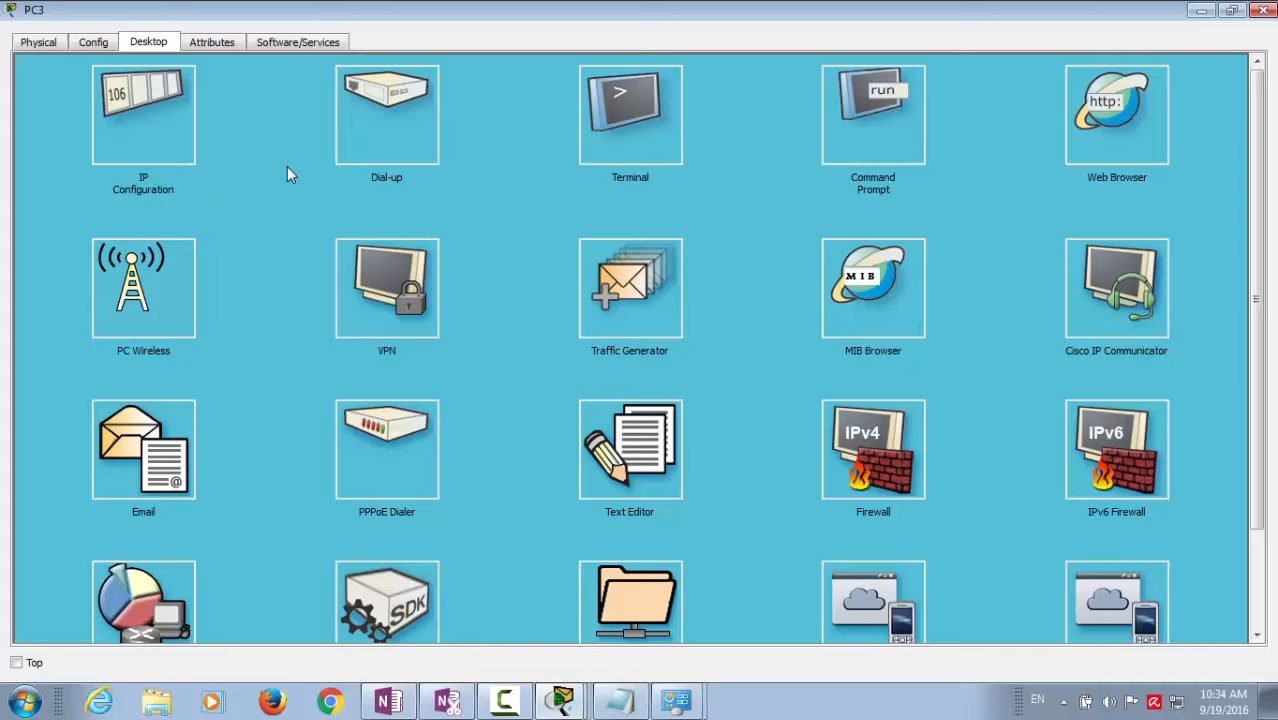 PC3
Physical Config Desktop Attributes Software/Services
106
>
run
http:
IP
Configuration
Dial-up
Terminal
Command
Prompt
Web Browser
MIB
PC Wireless
VPN
Traffic Generator
MIB Browser
Cisco IP Communicator
@
IPv4
IPv6
Email
PPPoE Dialer
Text Editor
Firewall
IPv6 Firewall
SDK
Top
EN
10:34 AM
9/19/2016